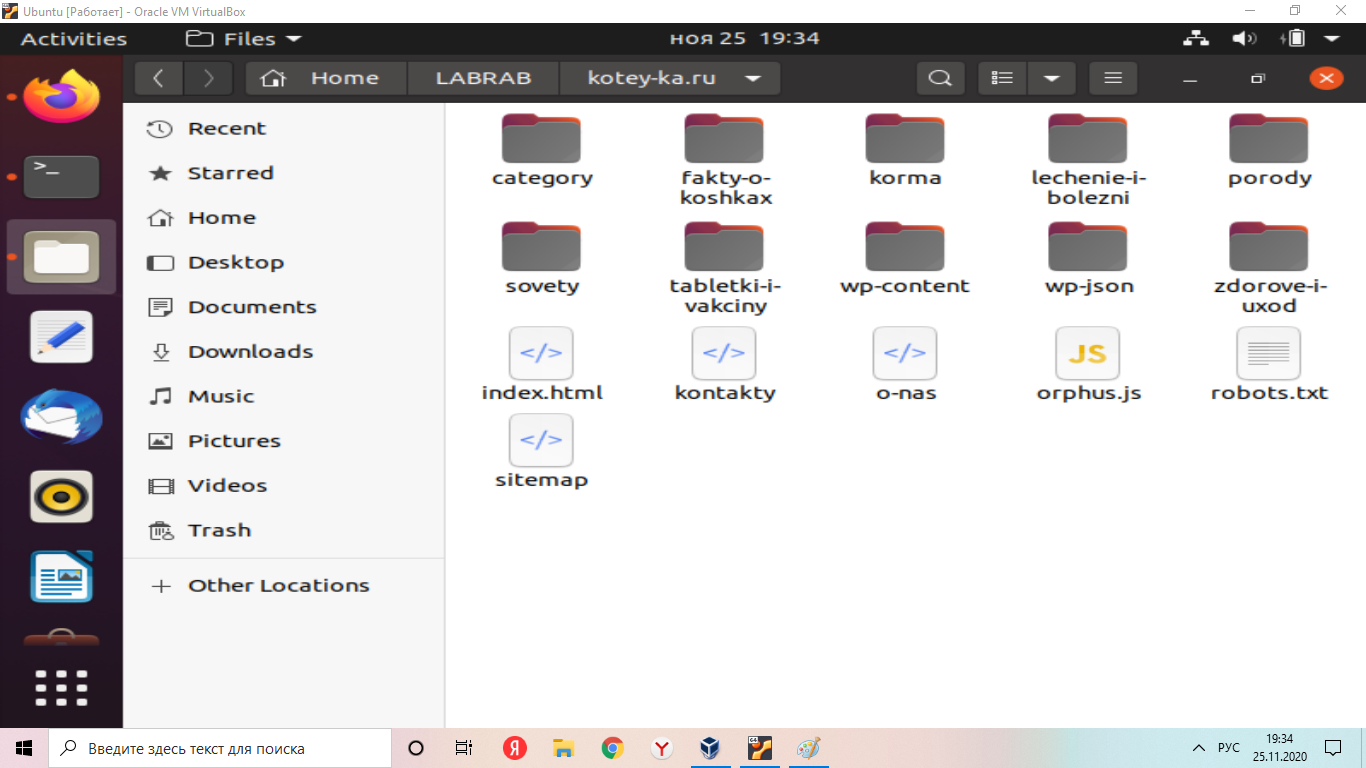 Ubuntu [Работает] - Oracle VM VirtualBox
Activities Files ноя 25 19:34
Home LABRAB kotey-ka.ru
Recent
Starred
Home
Desktop
Documents
Downloads
Music
Pictures
Videos
Trash
Other Locations
category
fakty-o-
koshkax
korma
lechenie-i-
bolezni
porody
sovety
tabletki-i-
vakciny
wp-content
wp-json
zdorove-i-
uxod
</>
index.html
</>
kontakty
</>
o-nas
JS
orphus.js
robots.txt
</>
sitemap
>_
Введите здесь текст для поиска
Я
Y
64
РУС
19:34
25.11.2020